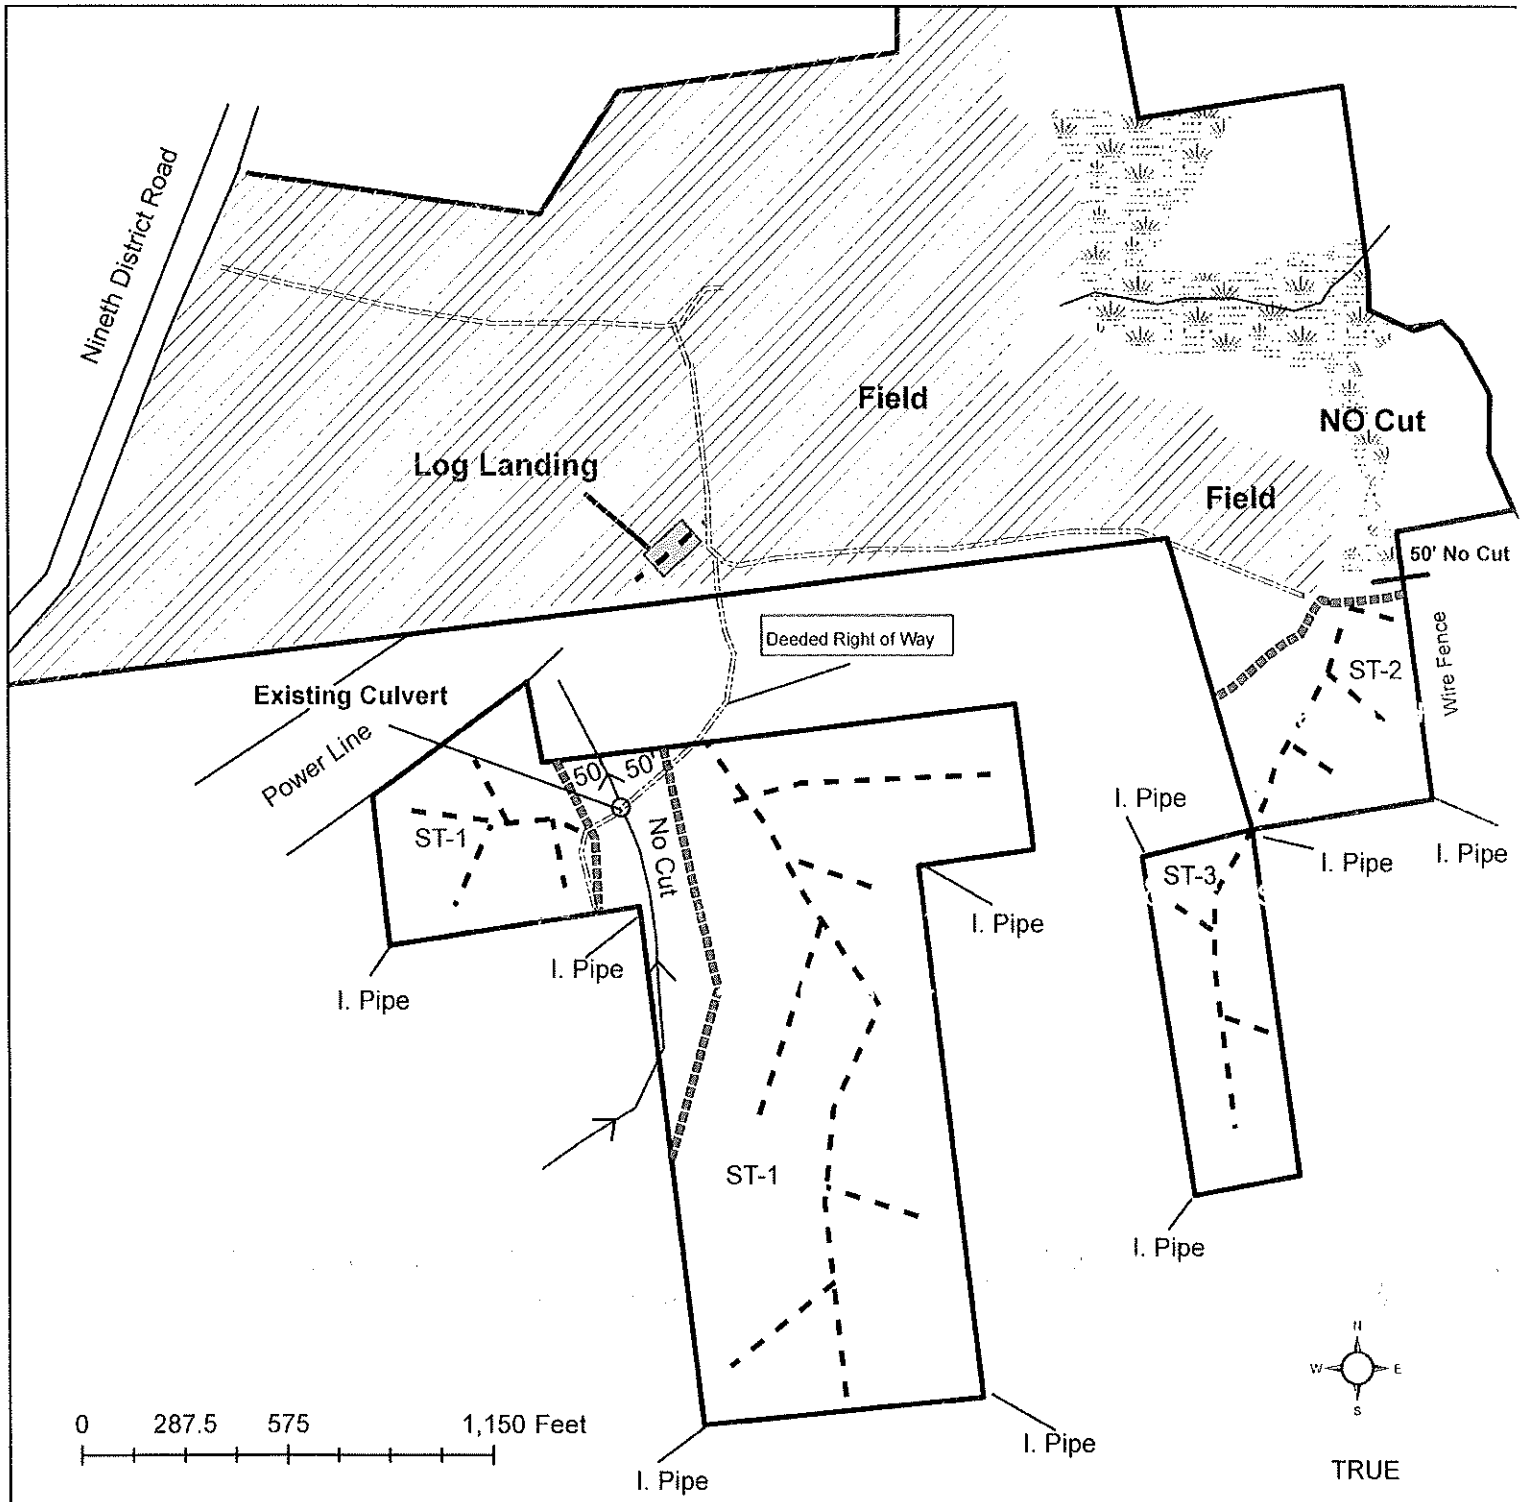 Nineth District Road
Field
NO Cut
Log Landing
Field
50' No Cut
Deeded Right of Way
Wire Fence
ST-2
Existing Culvert
Power Line
50'
50'
No Cut
ST-1
I. Pipe
I. Pipe
I. Pipe
ST-3
I. Pipe
I. Pipe
I. Pipe
ST-1
I. Pipe
N
W
E
S
0 287.5 575 1,150 Feet
I. Pipe
TRUE
I. Pipe